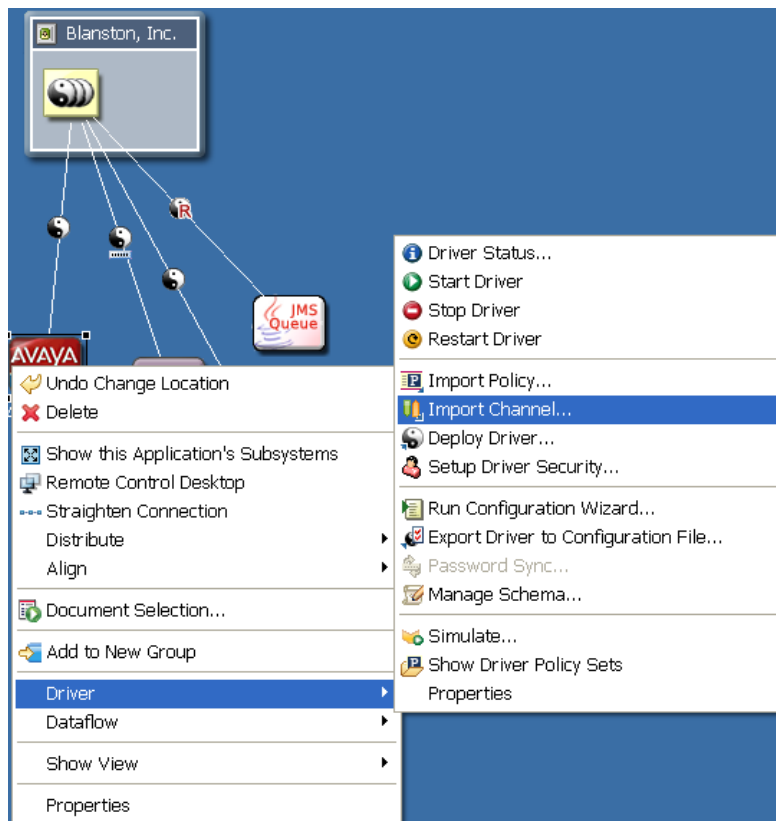 Blanston, Inc.
R
JMS
Queue
AVAYA
Undo Change Location
Delete
Show this Application's Subsystems
Remote Control Desktop
Straighten Connection
Distribute
Align
Document Selection...
Add to New Group
Driver
Dataflow
Show View
Properties
Driver Status...
Start Driver
Stop Driver
Restart Driver
Import Policy...
Import Channel...
Deploy Driver...
Setup Driver Security...
Run Configuration Wizard...
Export Driver to Configuration File...
Password Sync...
Manage Schema...
Simulate...
Show Driver Policy Sets
Properties